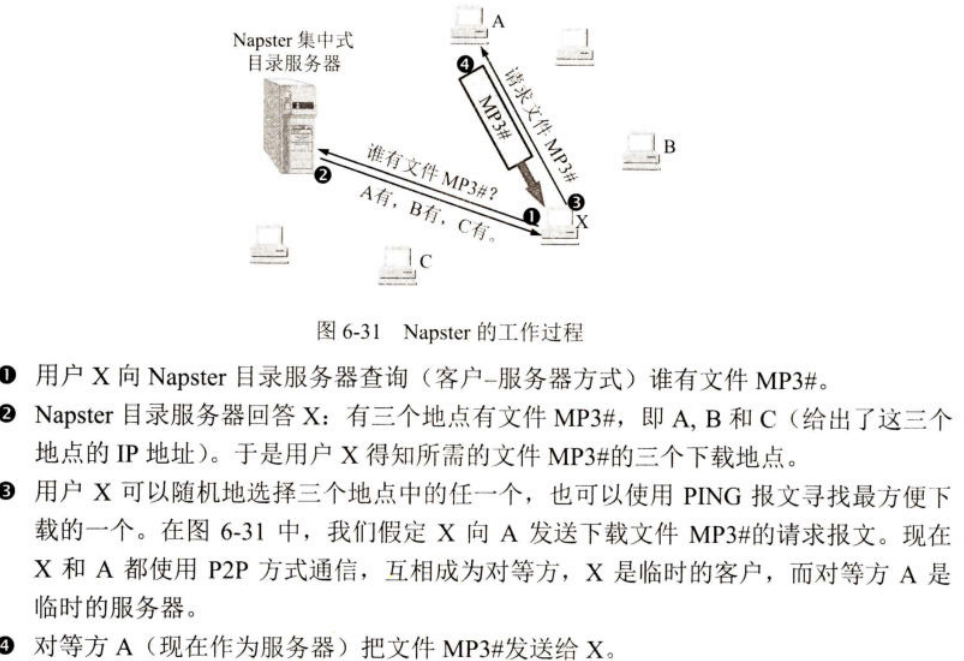 Napster 集中式
目录服务器
A
❹
请求文件 MP3#
MP3#
B
谁有文件 MP3#?
❷
A有，B有，C有。
❶
❸
X
C
图 6-31 Napster 的工作过程
❶ 用户 X 向 Napster 目录服务器查询（客户–服务器方式）谁有文件 MP3#。
❷ Napster 目录服务器回答 X：有三个地点有文件 MP3#，即 A, B 和 C（给出了这三个
地点的 IP 地址）。于是用户 X 得知所需的文件 MP3#的三个下载地点。
❸ 用户 X 可以随机地选择三个地点中的任一个，也可以使用 PING 报文寻找最方便下
载的一个。在图 6-31 中，我们假定 X 向 A 发送下载文件 MP3#的请求报文。现在
X 和 A 都使用 P2P 方式通信，互相成为对等方，X 是临时的客户，而对等方 A 是
临时的服务器。
❹ 对等方 A（现在作为服务器）把文件 MP3#发送给 X。